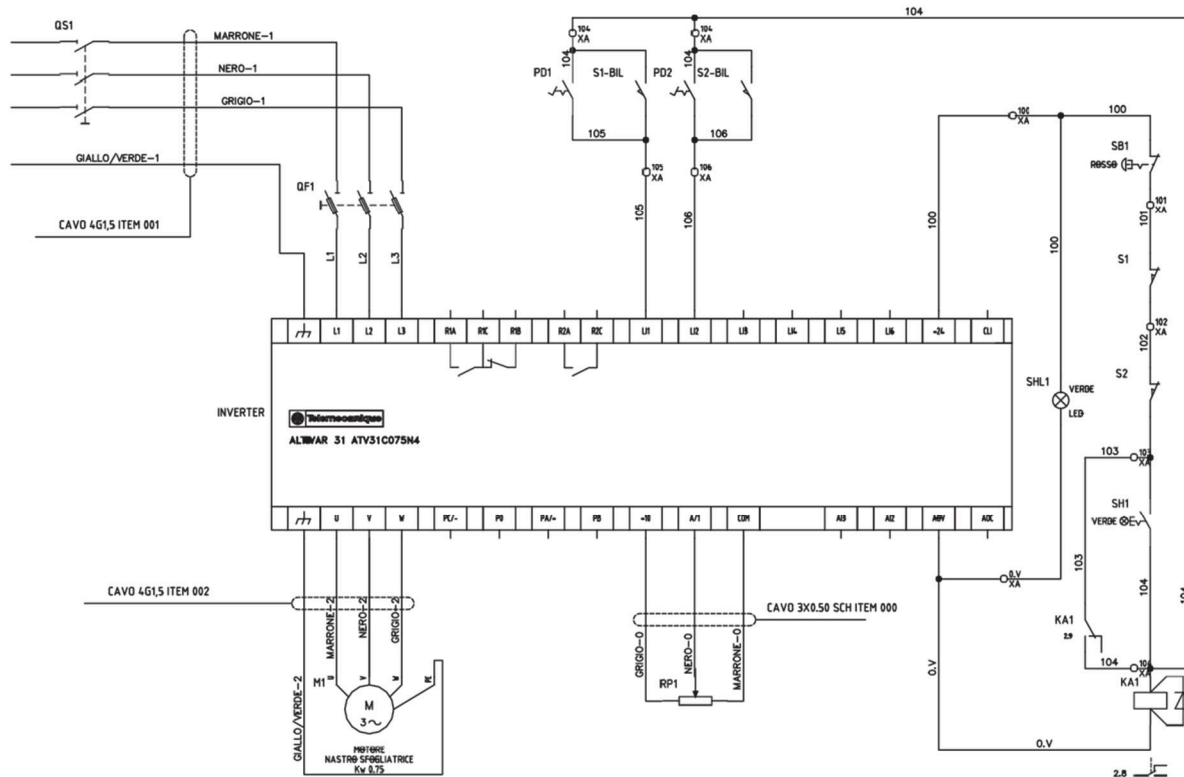 104
QS1
MARRONE-1
NERO-1
GRIGIO-1
GIALLO/VERDE-1
CAVO 4G1,5 ITEM 001
QF1
L1
L2
L3
104
XA
104
XA
104
104
PD1
S1-BIL
PD2
S2-BIL
105
106
105
XA
106
XA
105
106
100
XA
100
SB1
ROSSO
101
XA
101
100
100
S1
102
XA
102
S2
L1
L2
L3
R1A
R1C
R1B
R2A
R2C
LI1
LI2
LI3
LI4
LI5
LI6
+24
CLI
INVERTER
Telemecanique
ALTIVAR 31 ATV31C075N4
SHL1
VERDE
LED
103
103
XA
SH1
VERDE
103
104
104
U
V
W
PC/-
P0
PA/+
PB
+10
COM
AI3
AI2
AOV
AOC
0.V
XA
CAVO 4G1,5 ITEM 002
CAVO 3X0.50 SCH ITEM 000
MARRONE-2
NERO-2
GRIGIO-2
GIALLO/VERDE-2
M1
U
V
W
PE
M
3~
MOTORE
NASTRO SFOGLIATRICE
Kw 0.75
GRIGIO-0
NERO-0
MARRONE-0
RP1
0.V
KA1
2.9
104
XA
KA1
0.V
2.8